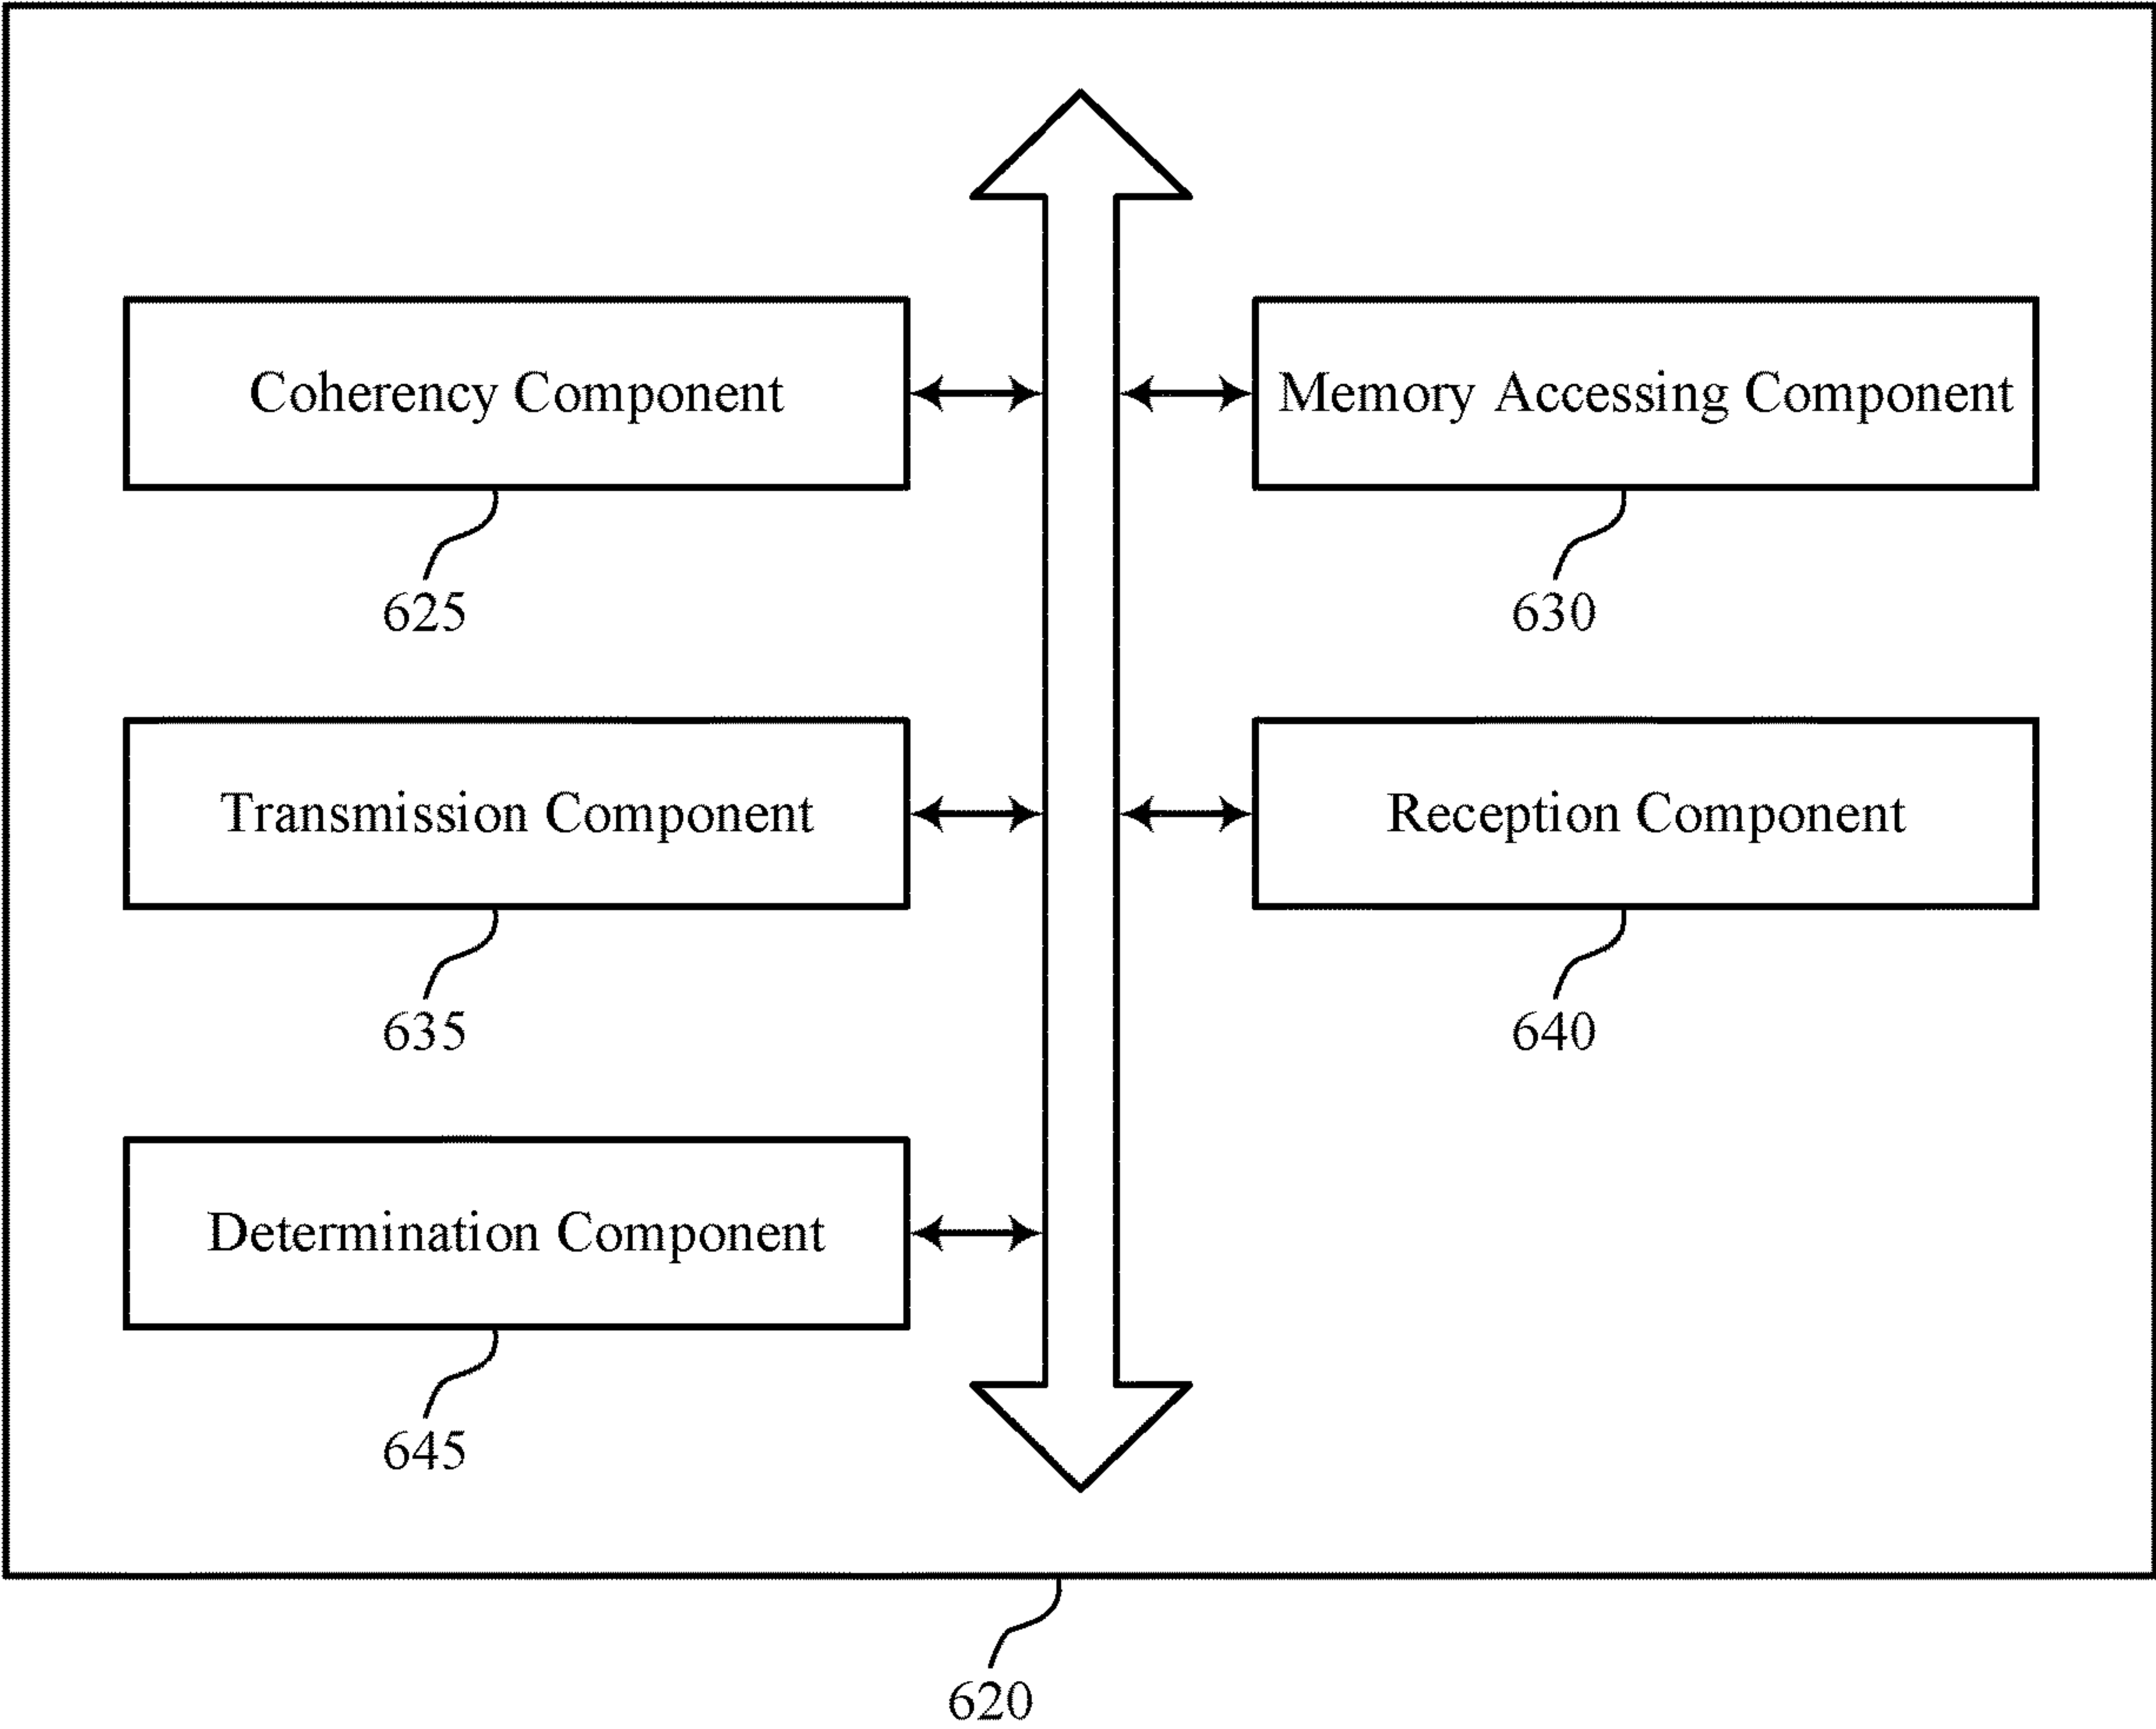 Coherency Component
Memory Accessing Component
625
630
Transmission Component
Reception Component
635
640
Determination Component
645
620